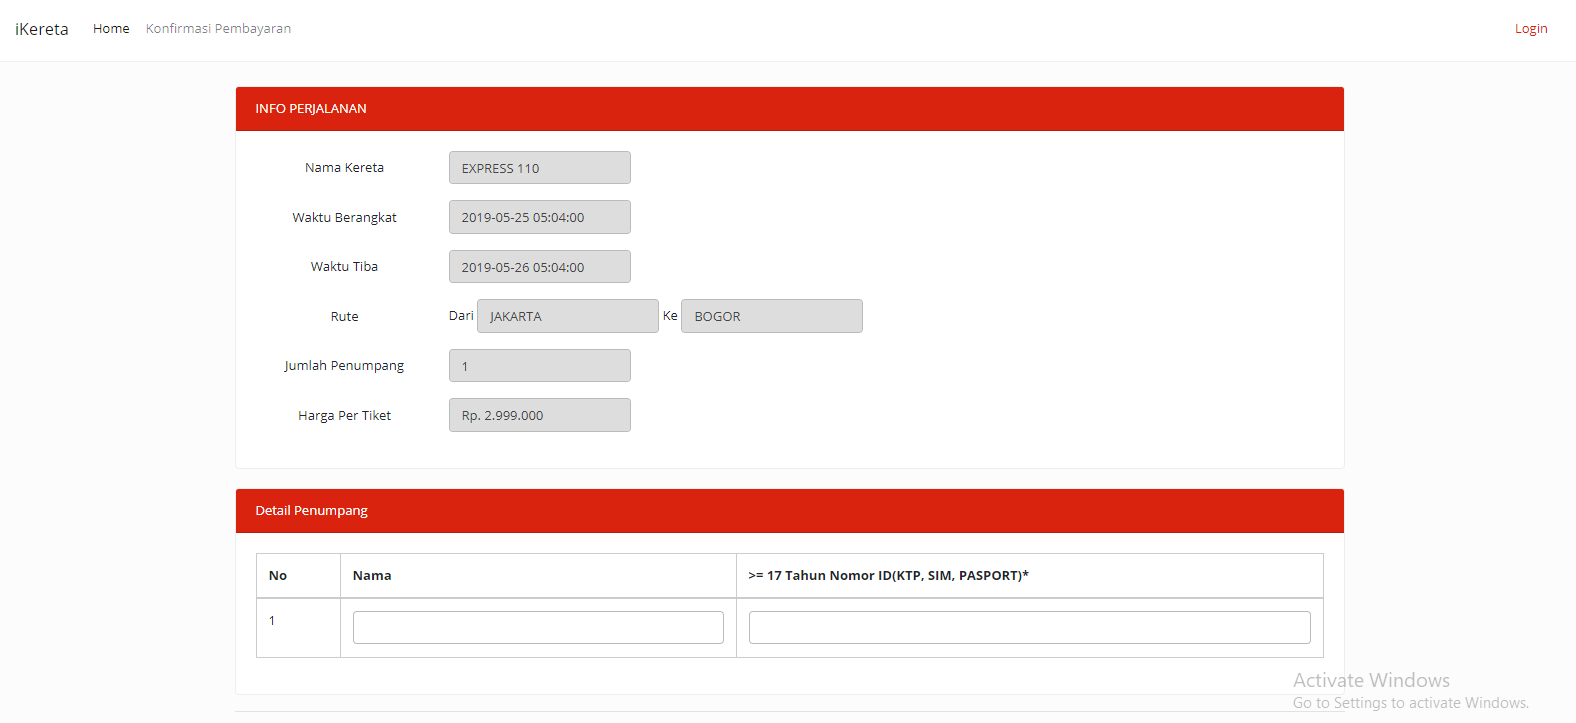 iKereta Home Konfirmasi Pembayaran Login
INFO PERJALANAN
Nama Kereta EXPRESS 110
Waktu Berangkat 2019-05-25 05:04:00
Waktu Tiba 2019-05-26 05:04:00
Rute Dari JAKARTA Ke BOGOR
Jumlah Penumpang 1
Harga Per Tiket Rp. 2.999.000
Detail Penumpang
No Nama >= 17 Tahun Nomor ID(KTP, SIM, PASPORT)*
1
Activate Windows
Go to Settings to activate Windows.